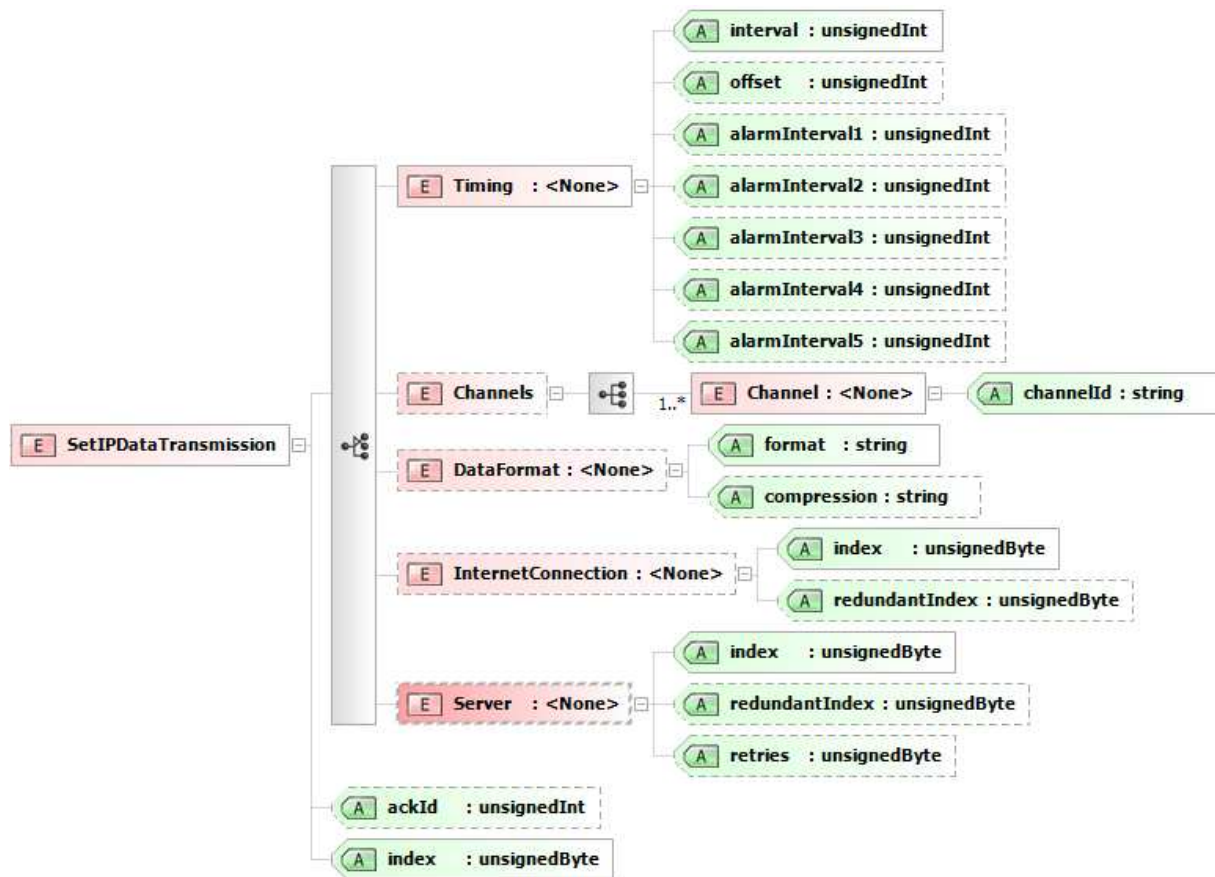 A interval : unsignedInt
A offset : unsignedInt
A alarmInterval1 : unsignedInt
E Timing : <None>
A alarmInterval2 : unsignedInt
A alarmInterval3 : unsignedInt
A alarmInterval4 : unsignedInt
A alarmInterval5 : unsignedInt
E Channels
1..*
E Channel : <None>
A channelId : string
E SetIPDataTransmission
E DataFormat : <None>
A format : string
A compression : string
E InternetConnection : <None>
A index : unsignedByte
A redundantIndex : unsignedByte
E Server : <None>
A index : unsignedByte
A redundantIndex : unsignedByte
A retries : unsignedByte
A ackId : unsignedInt
A index : unsignedByte